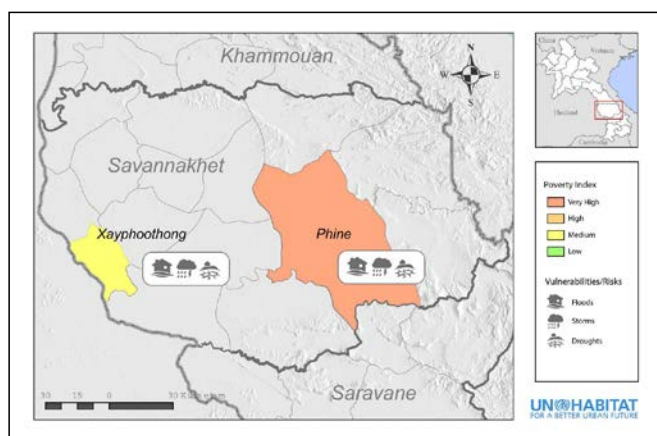 Khammouan
N
W E
S
Savannakhet
Xayphoothong
Phine
Saravane
30 0 30 K
China
Vietnam
Thailand
Cambodia
Poverty Index
Very High
High
Medium
Low
Vulnerabilities/Risks
Floods
Storms
Droughts
UN HABITAT
FOR A BETTER URBAN FUTURE